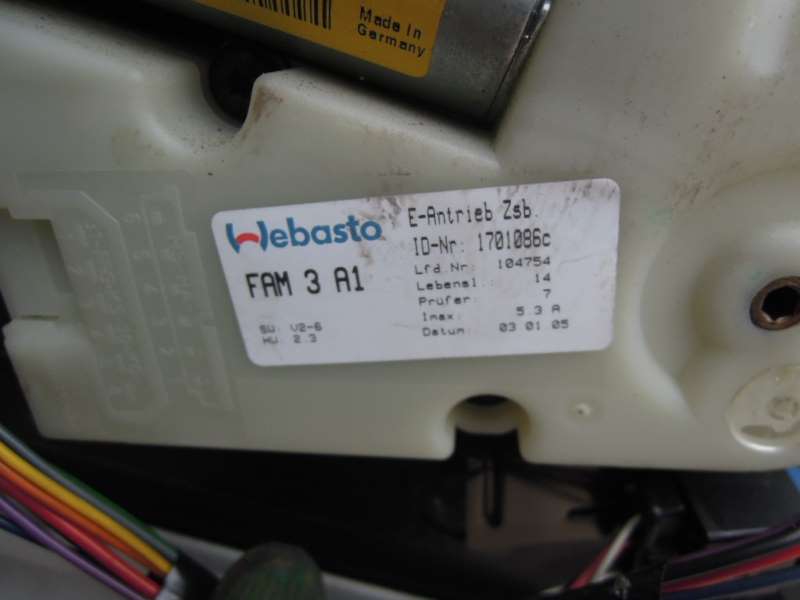 Made in
Germany
Webasto
FAM 3 A1
SW: V2-6
HW: 2.3
E-Antrieb Zsb.
ID-Nr: 1701086c
Lfd.Nr: 104754
Lebensl.: 14
Prüfer: 7
Imax: 5.3 A
Datum: 03 01 05